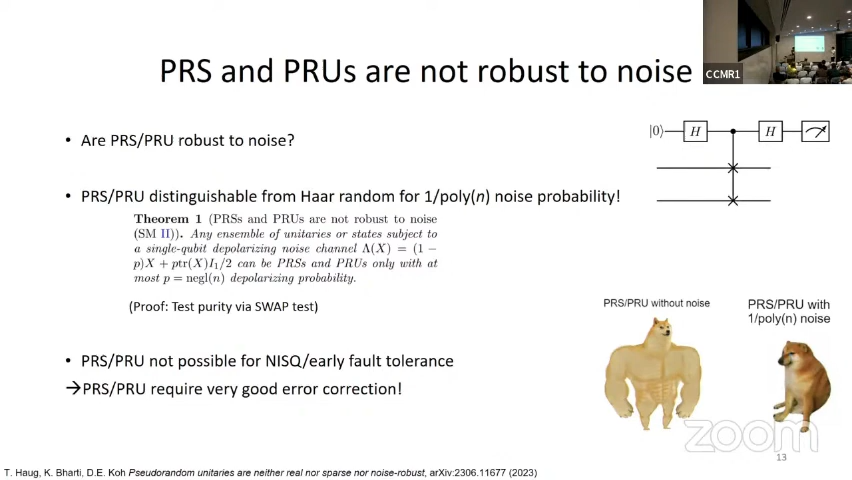 PRS and PRUs are not robust to noise
CCMR1
• Are PRS/PRU robust to noise?
|0⟩ H H
• PRS/PRU distinguishable from Haar random for 1/poly(n) noise probability!
Theorem 1 (PRSs and PRUs are not robust to noise
(SM II)). Any ensemble of unitaries or states subject to
a single-qubit depolarizing noise channel Λ(X) = (1 −
p)X + ptr(X)I₁/2 can be PRSs and PRUs only with at
most p = negl(n) depolarizing probability.
(Proof: Test purity via SWAP test)
PRS/PRU without noise
PRS/PRU with
1/poly(n) noise
• PRS/PRU not possible for NISQ/early fault tolerance
→PRS/PRU require very good error correction!
zoom
13
T. Haug, K. Bharti, D.E. Koh Pseudorandom unitaries are neither real nor sparse nor noise-robust, arXiv:2306.11677 (2023)